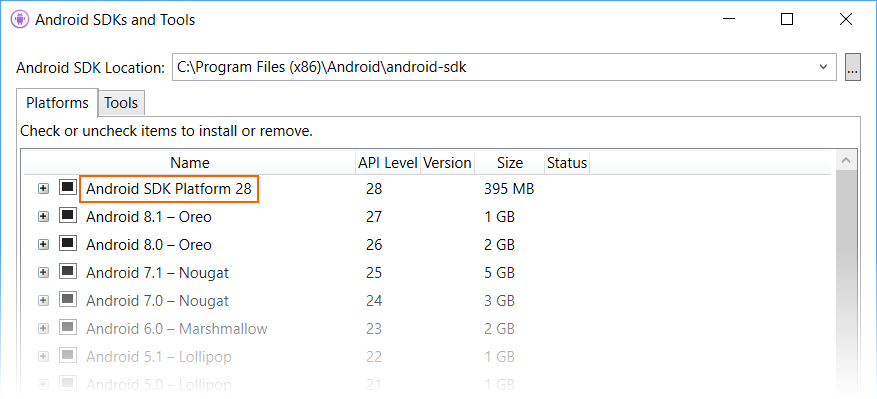 Android SDKs and Tools
Android SDK Location: C:\Program Files (x86)\Android\android-sdk ...
Platforms Tools
Check or uncheck items to install or remove.
Name API Level Version Size Status
Android SDK Platform 28 28 395 MB
Android 8.1 – Oreo 27 1 GB
Android 8.0 – Oreo 26 2 GB
Android 7.1 – Nougat 25 5 GB
Android 7.0 – Nougat 24 3 GB
Android 6.0 – Marshmallow 23 2 GB
Android 5.1 – Lollipop 22 1 GB
Android 5.0 – Lollipop 21 1 GB